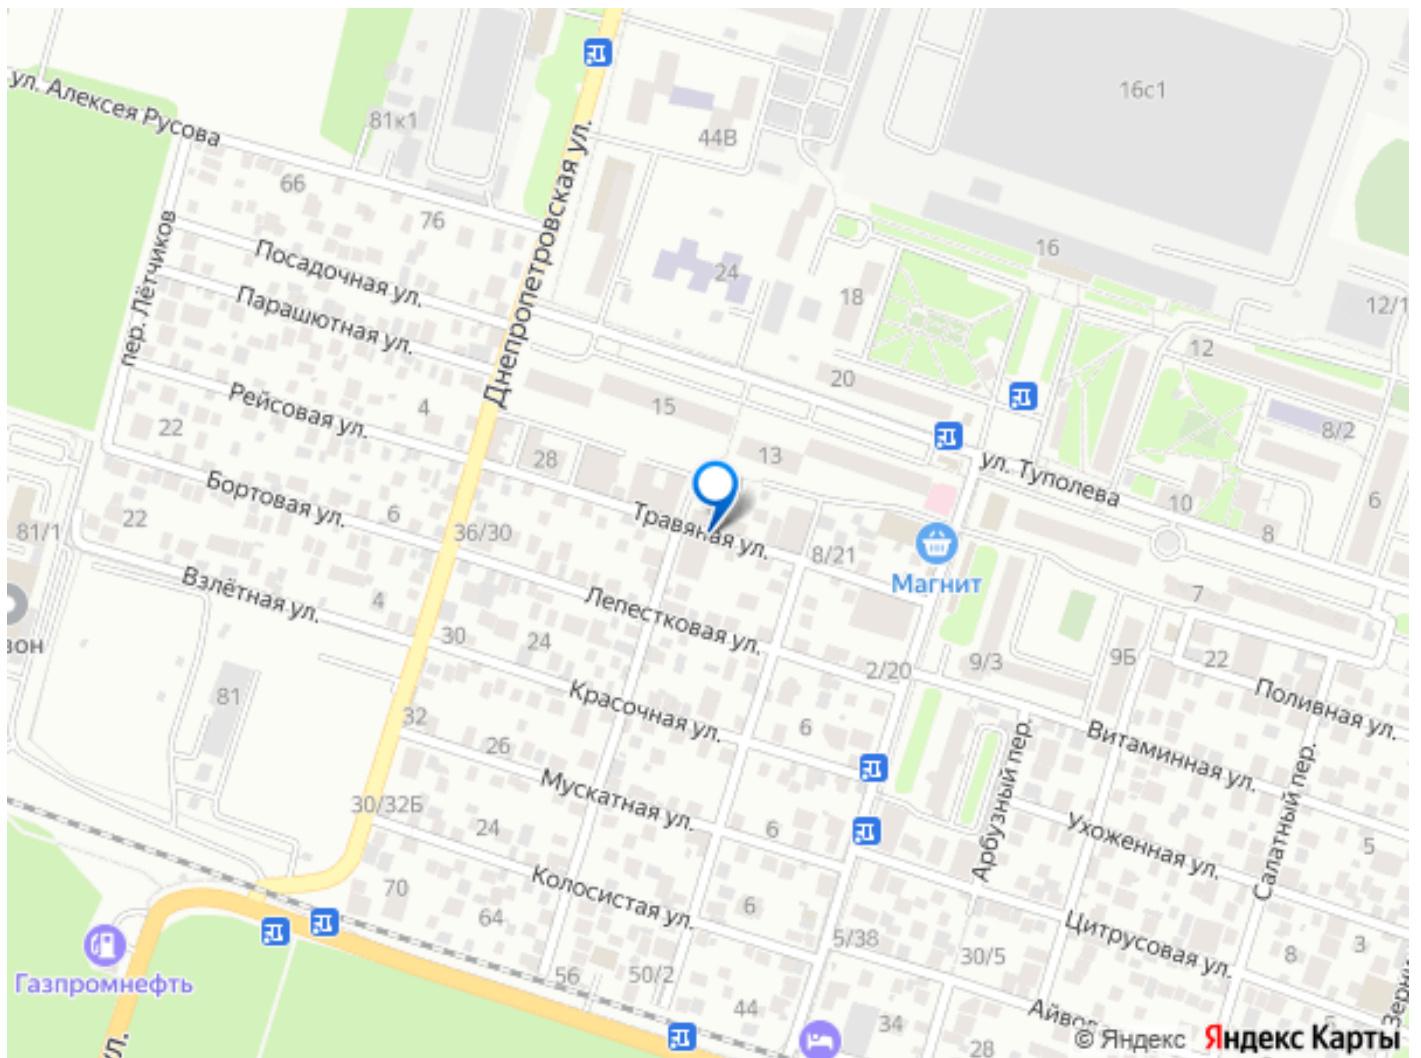 ул. Алексея Русова
81к1
44В
16с1
66
76
Днепропетровская ул.
пер. Лётчиков
Посадочная ул.
24
16
18
12/1
Парашютная ул.
12
20
15
4
Рейсовая ул.
22
8/2
28
13
ул. Туполева
6
Бортовая ул.
6
10
8
81/1
22
36/30
Травяная ул.
8/21
Магнит
Взлётная ул.
4
Лепестковая ул.
7
30
24
2/20
9/3
9Б
22
Поливная ул.
81
32
Красочная ул.
6
Арбузный пер.
Витаминная ул.
26
Мускатная ул.
Салатный пер.
30/32Б
24
6
Ухоженная ул.
5
70
Колосистая ул.
64
6
5/38
30/5
Цитрусовая ул.
8
3
Газпромнефть
56
50/2
44
34
28
© Яндекс Яндекс Карты